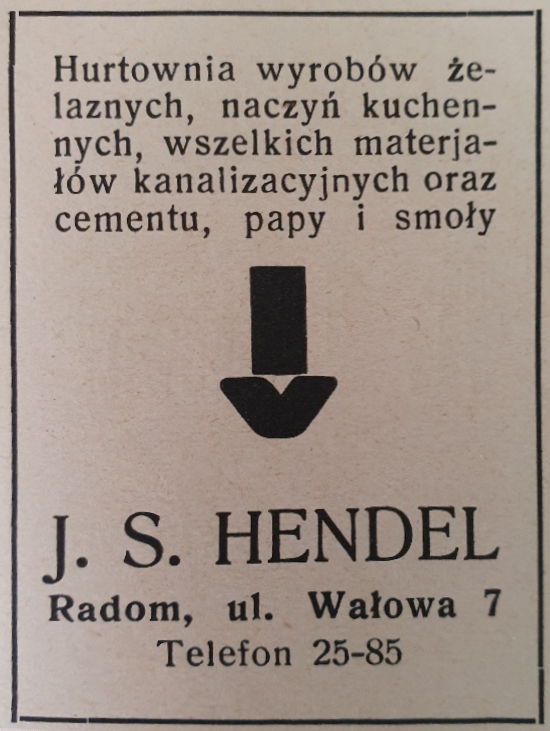 Hurtownia wyrobów że-
laznych, naczyń kuchen-
nych, wszelkich materja-
łów kanalizacyjnych oraz
cementu, papy i smoły
J. S. HENDEL
Radom, ul. Wałowa 7
Telefon 25-85